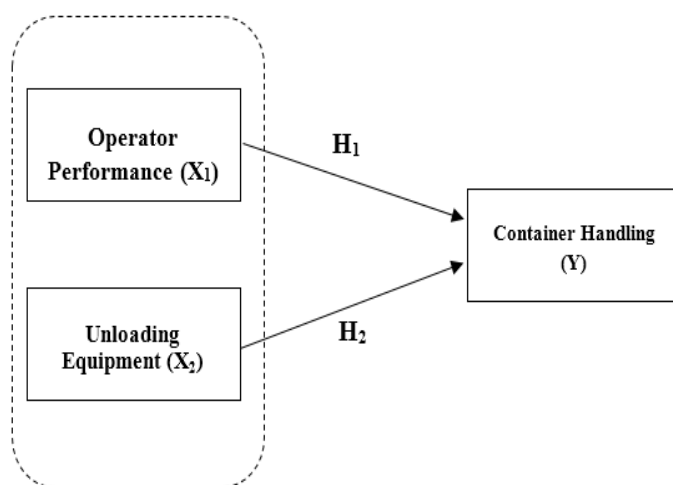 Operator
Performance (X₁)
H₁
Container Handling
(Y)
Unloading
Equipment (X₂)
H₂